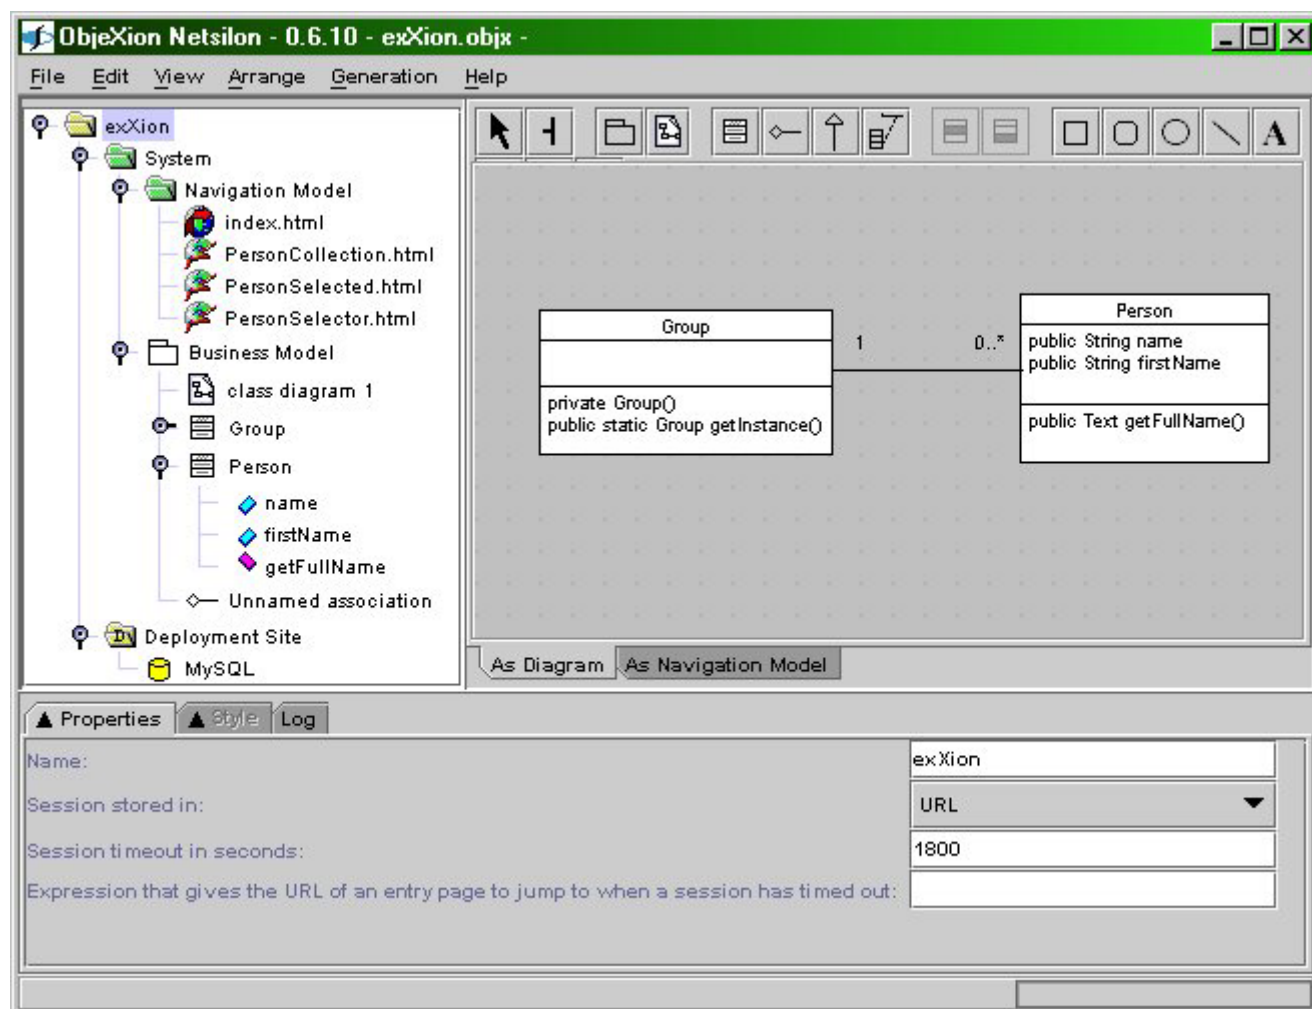 ObjeXion Netsilon - 0.6.10 - exXion.objx -
File Edit View Arrange Generation Help
exXion
System
Navigation Model
index.html
PersonCollection.html
PersonSelected.html
PersonSelector.html
Business Model
class diagram 1
Group
Person
name
firstName
getFullName
Unnamed association
Deployment Site
MySQL
A
Group
private Group()
public static Group getInstance()
1 0..*
Person
public String name
public String firstName
public Text getFullName()
As Diagram As Navigation Model
Properties Style Log
Name: exXion
Session stored in: URL
Session timeout in seconds: 1800
Expression that gives the URL of an entry page to jump to when a session has timed out: